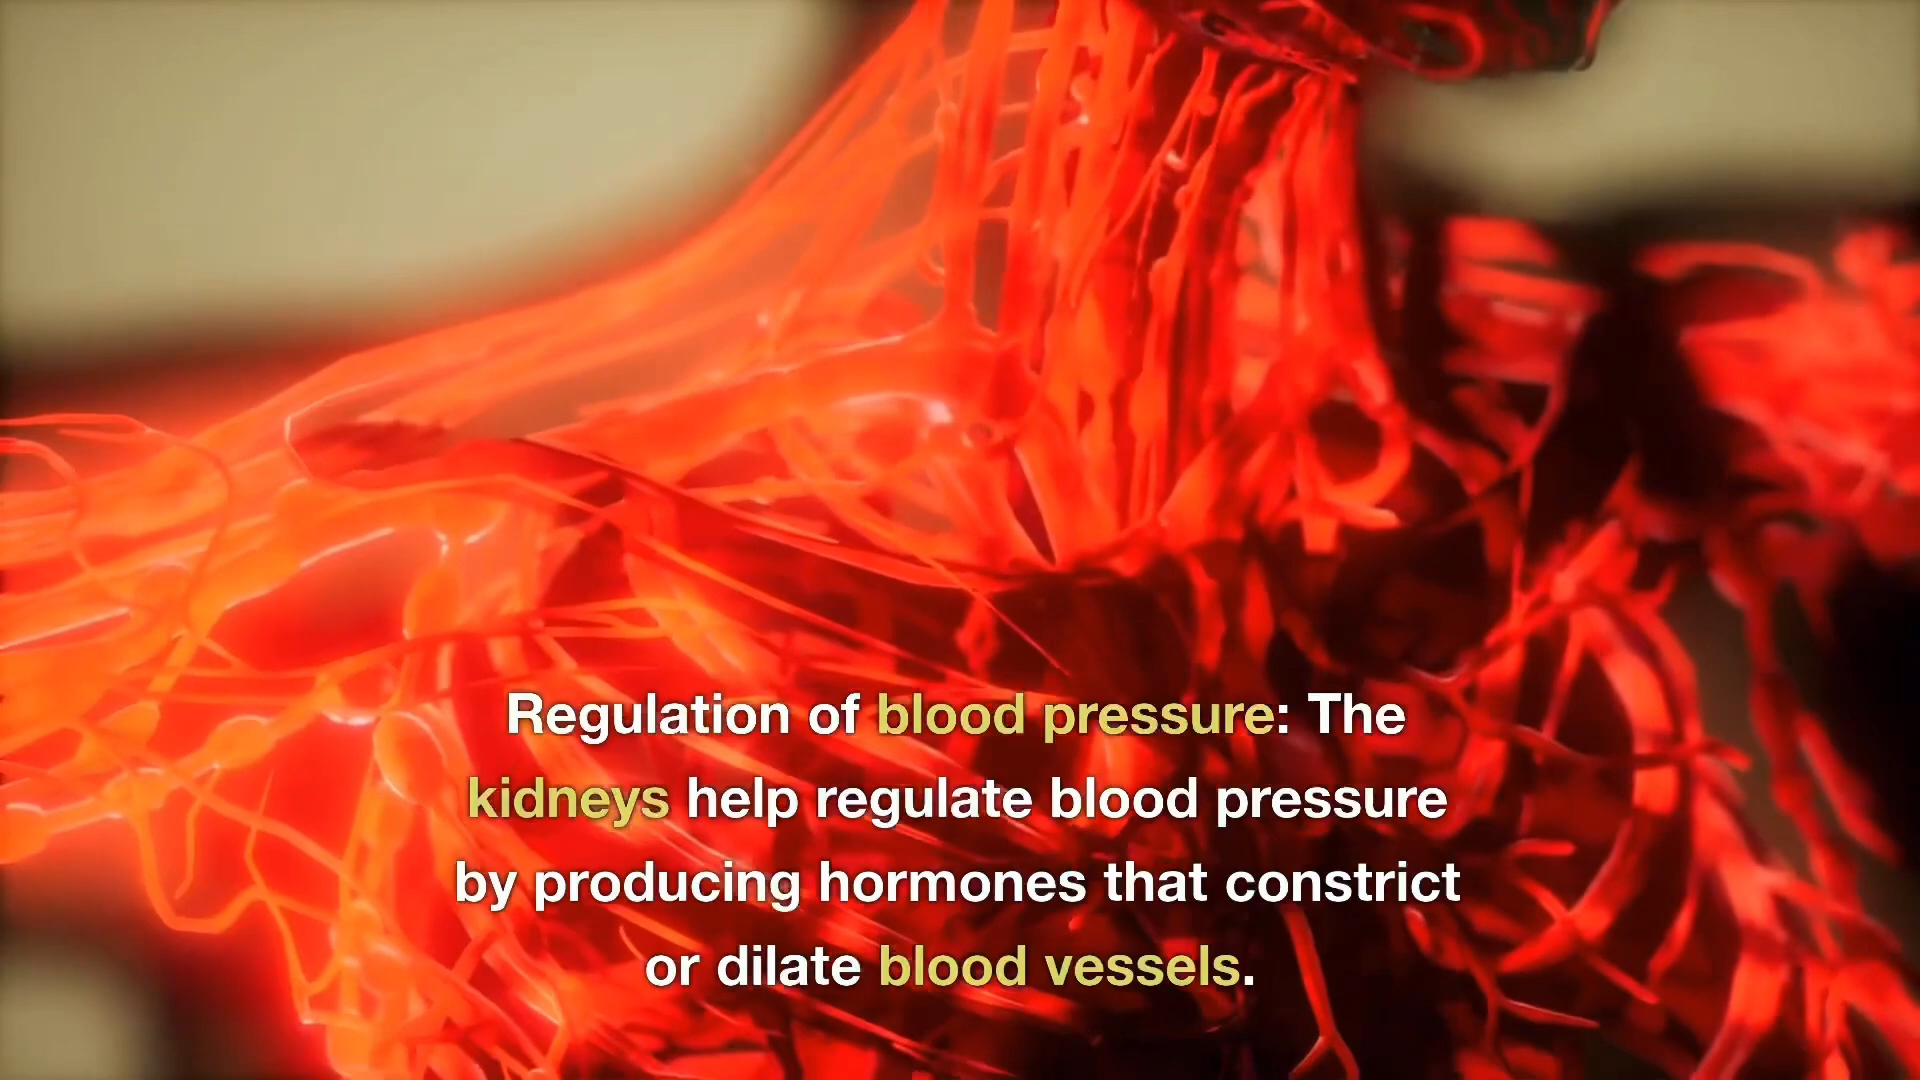 Regulation of blood pressure: The
kidneys help regulate blood pressure
by producing hormones that constrict
or dilate blood vessels.